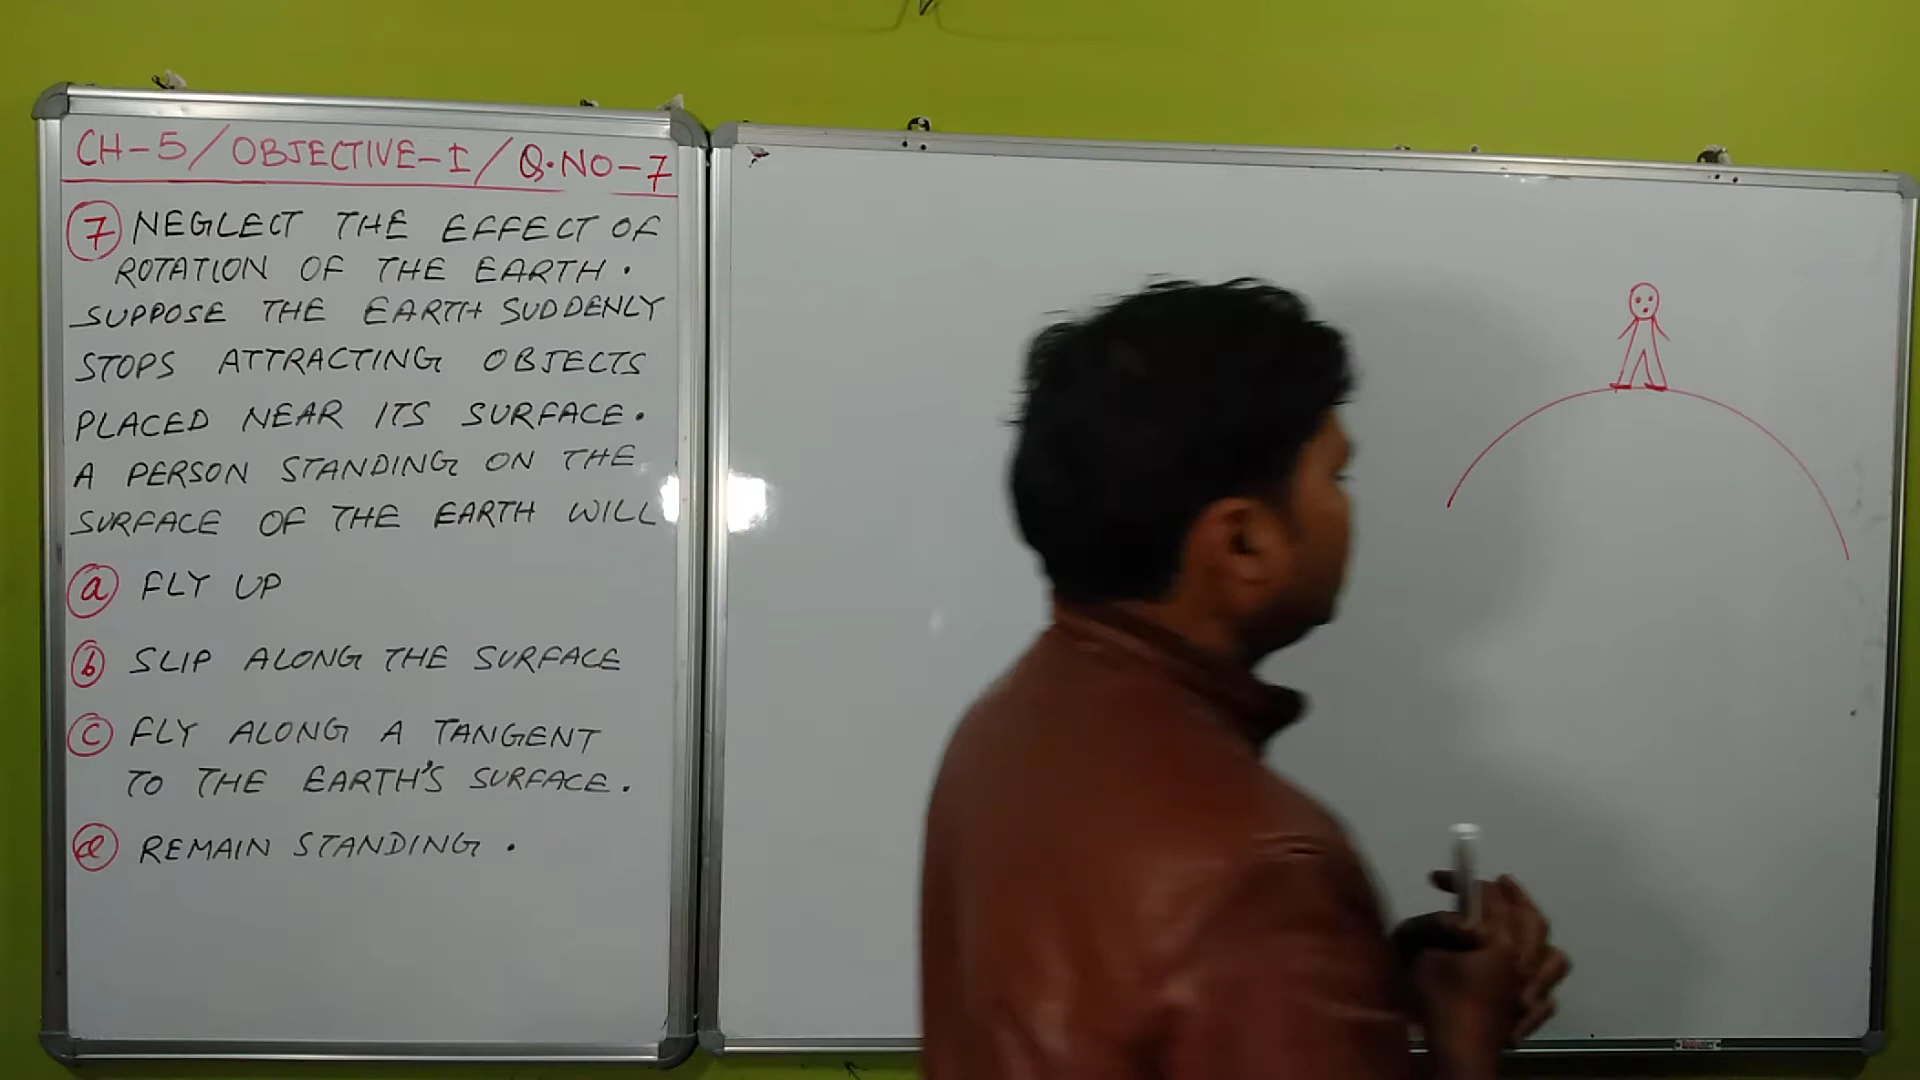 CH-5/OBJECTIVE-I/Q.NO-7
7 NEGLECT THE EFFECT OF
ROTATION OF THE EARTH.
SUPPOSE THE EARTH SUDDENLY
STOPS ATTRACTING OBJECTS
PLACED NEAR ITS SURFACE.
A PERSON STANDING ON THE
SURFACE OF THE EARTH WILL
a FLY UP
b SLIP ALONG THE SURFACE
c FLY ALONG A TANGENT
TO THE EARTH'S SURFACE.
d REMAIN STANDING.